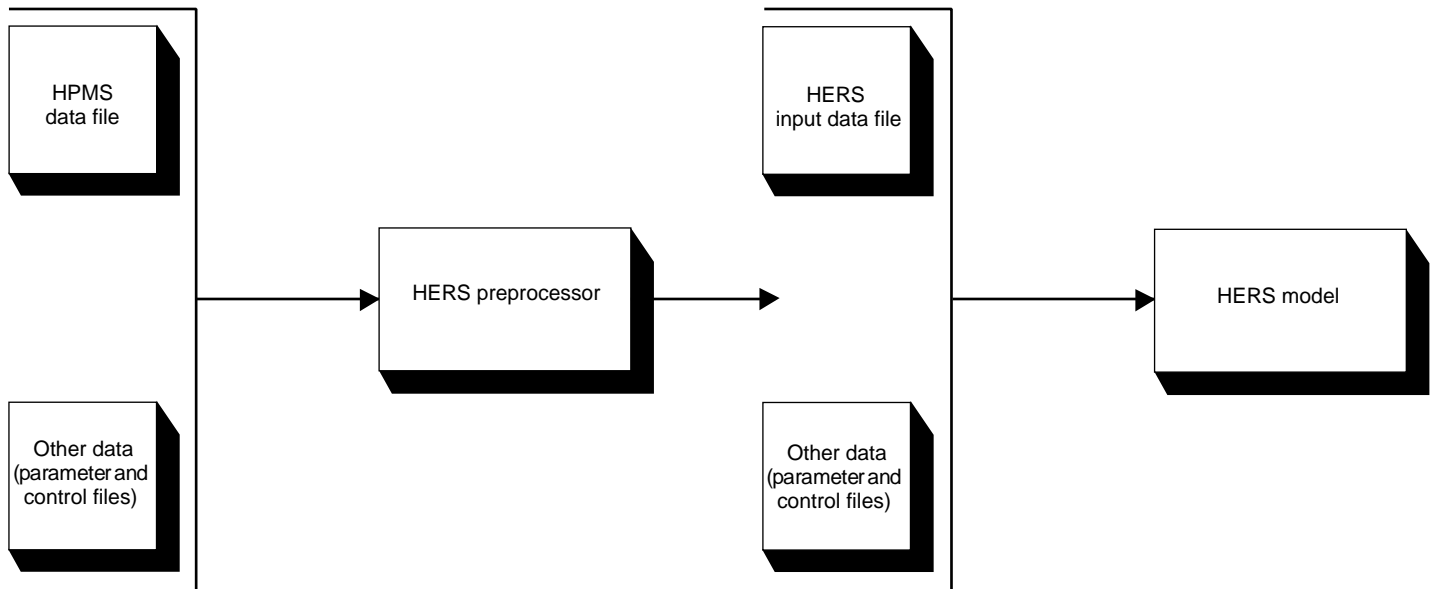 HPMS
data file
Other data
(parameter and
control files)
HERS preprocessor
HERS
input data file
Other data
(parameter and
control files)
HERS model